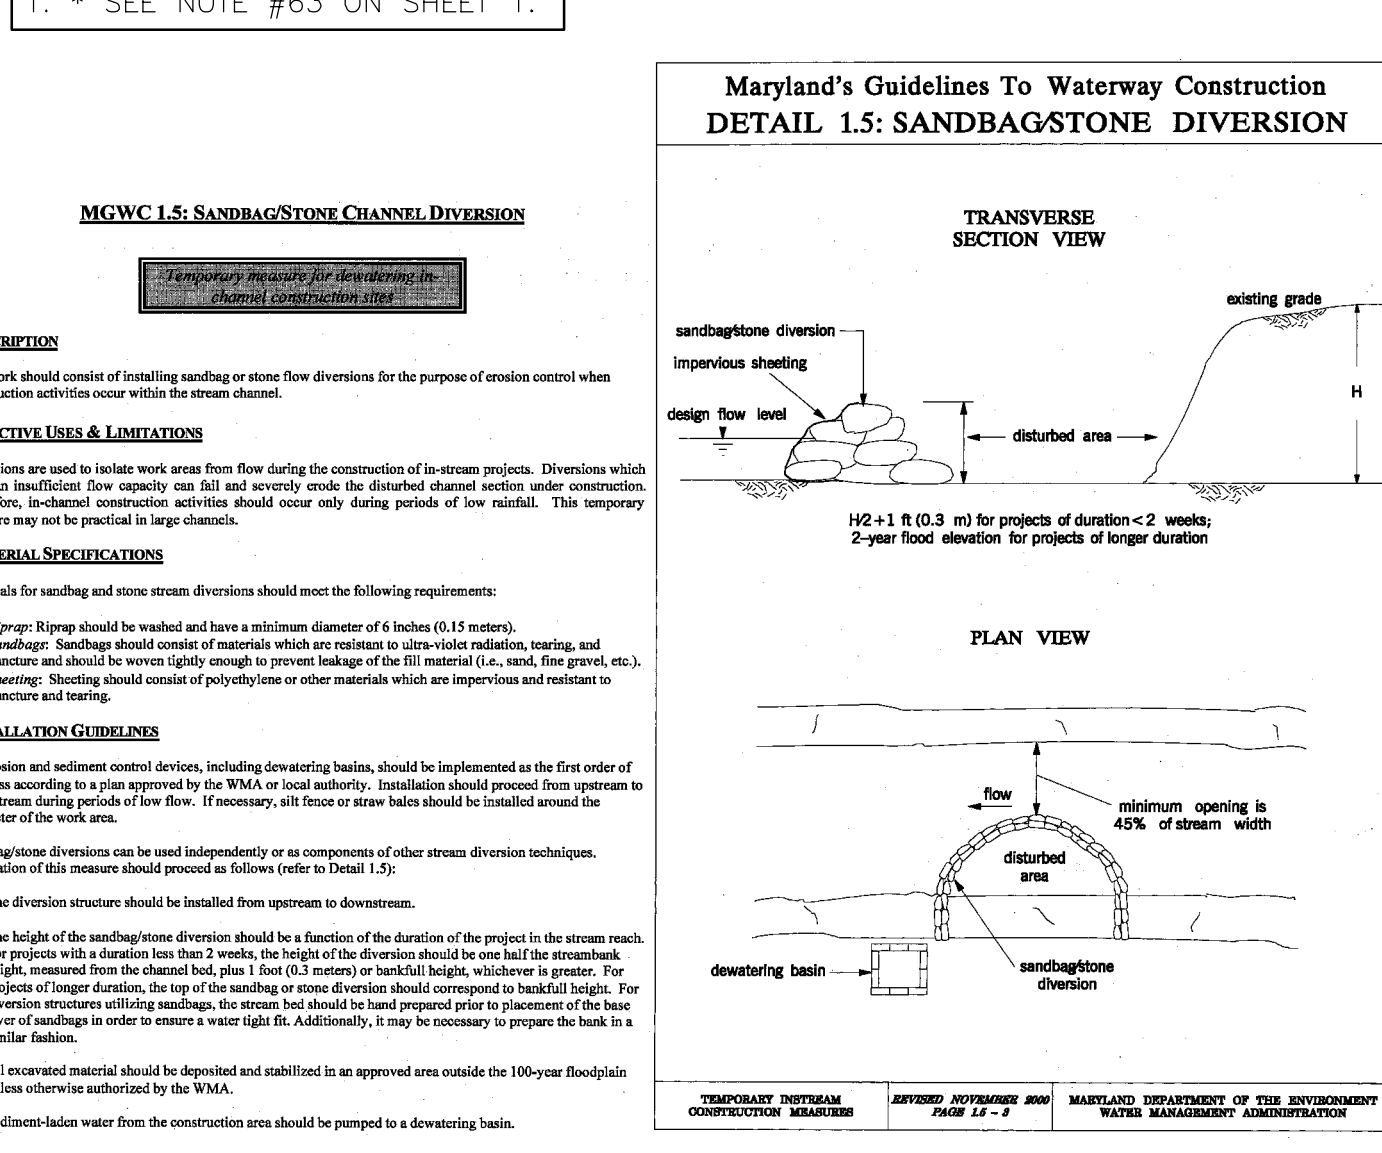 1. * SEE NOTE #63 ON SHEET 1.
MGWC 1.5: SANDBAG/STONE CHANNEL DIVERSION
Temporary measure for dewatering in-
channel construction sites
RIPTION
ork should consist of installing sandbag or stone flow diversions for the purpose of erosion control when
uction activities occur within the stream channel.
CTIVE USES & LIMITATIONS
ions are used to isolate work areas from flow during the construction of in-stream projects. Diversions which
n insufficient flow capacity can fail and severely erode the disturbed channel section under construction.
fore, in-channel construction activities should occur only during periods of low rainfall. This temporary
re may not be practical in large channels.
ERIAL SPECIFICATIONS
als for sandbag and stone stream diversions should meet the following requirements:
prap: Riprap should be washed and have a minimum diameter of 6 inches (0.15 meters).
ndbags: Sandbags should consist of materials which are resistant to ultra-violet radiation, tearing, and
ncture and should be woven tightly enough to prevent leakage of the fill material (i.e., sand, fine gravel, etc.).
eeting: Sheeting should consist of polyethylene or other materials which are impervious and resistant to
ncture and tearing.
ALLATION GUIDELINES
osion and sediment control devices, including dewatering basins, should be implemented as the first order of
ss according to a plan approved by the WMA or local authority. Installation should proceed from upstream to
tream during periods of low flow. If necessary, silt fence or straw bales should be installed around the
ter of the work area.
ag/stone diversions can be used independently or as components of other stream diversion techniques.
ation of this measure should proceed as follows (refer to Detail 1.5):
e diversion structure should be installed from upstream to downstream.
e height of the sandbag/stone diversion should be a function of the duration of the project in the stream reach.
r projects with a duration less than 2 weeks, the height of the diversion should be one half the streambank
ight, measured from the channel bed, plus 1 foot (0.3 meters) or bankfull height, whichever is greater. For
ojects of longer duration, the top of the sandbag or stone diversion should correspond to bankfull height. For
version structures utilizing sandbags, the stream bed should be hand prepared prior to placement of the base
yer of sandbags in order to ensure a water tight fit. Additionally, it may be necessary to prepare the bank in a
milar fashion.
l excavated material should be deposited and stabilized in an approved area outside the 100-year floodplain
less otherwise authorized by the WMA.
diment-laden water from the construction area should be pumped to a dewatering basin.
Maryland's Guidelines To Waterway Construction
DETAIL 1.5: SANDBAG/STONE DIVERSION
TRANSVERSE
SECTION VIEW
existing grade
sandbag/stone diversion
impervious sheeting
design flow level
disturbed area
H
H/2+1 ft (0.3 m) for projects of duration < 2 weeks;
2-year flood elevation for projects of longer duration
PLAN VIEW
flow
minimum opening is
45% of stream width
disturbed
area
dewatering basin
sandbag/stone
diversion
TEMPORARY INSTREAM
CONSTRUCTION MEASURES
REVISED NOVEMBER 2000
PAGE 1.5 - 3
MARYLAND DEPARTMENT OF THE ENVIRONMENT
WATER MANAGEMENT ADMINISTRATION